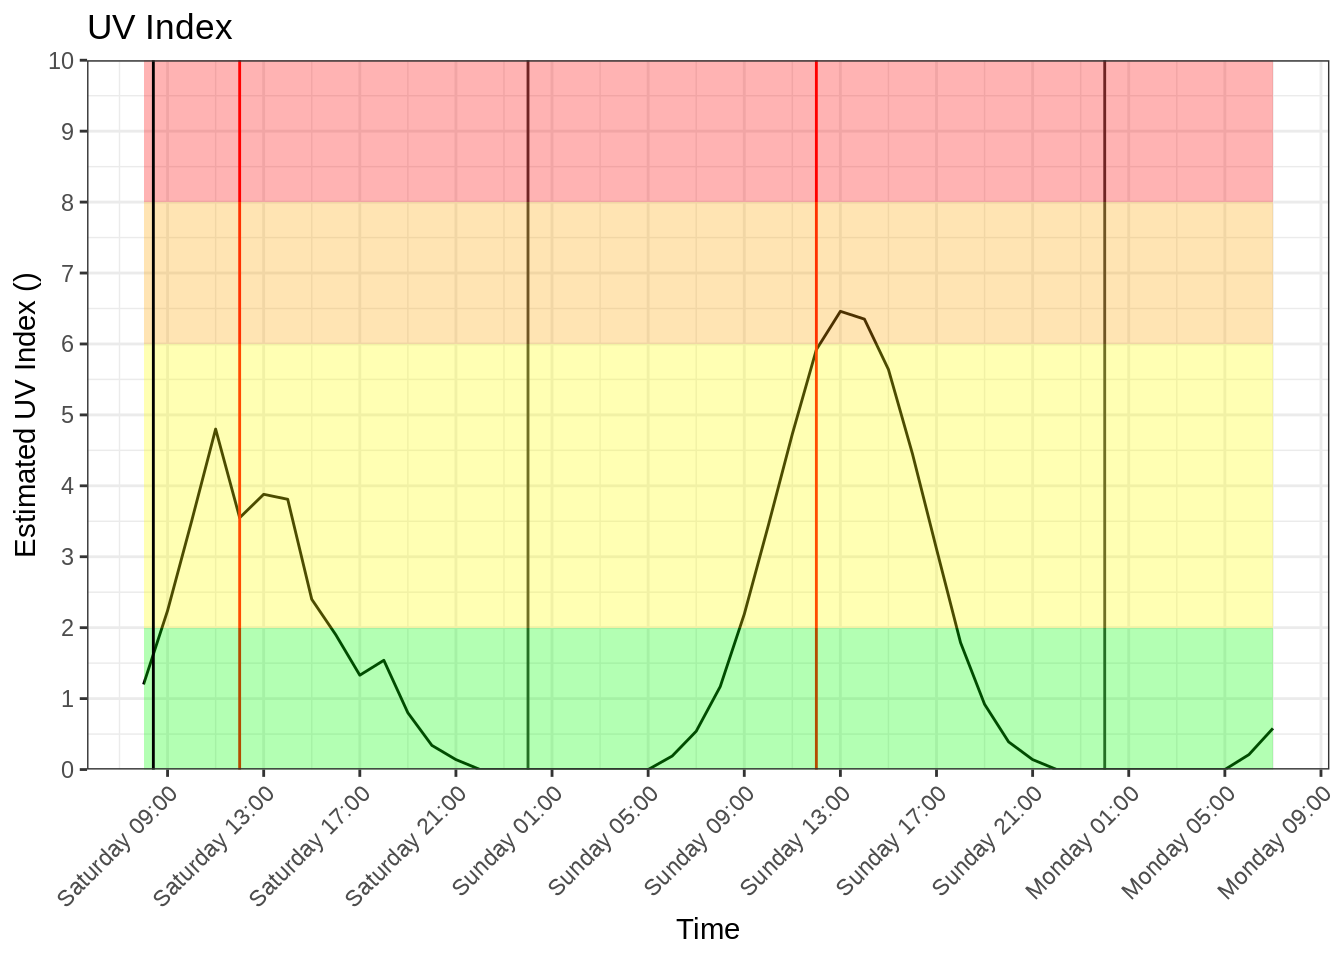 UV Index
Estimated UV Index ()
10
9
8
7
6
5
4
3
2
1
0
Saturday 09:00
Saturday 13:00
Saturday 17:00
Saturday 21:00
Sunday 01:00
Sunday 05:00
Sunday 09:00
Sunday 13:00
Sunday 17:00
Sunday 21:00
Monday 01:00
Monday 05:00
Monday 09:00
Time